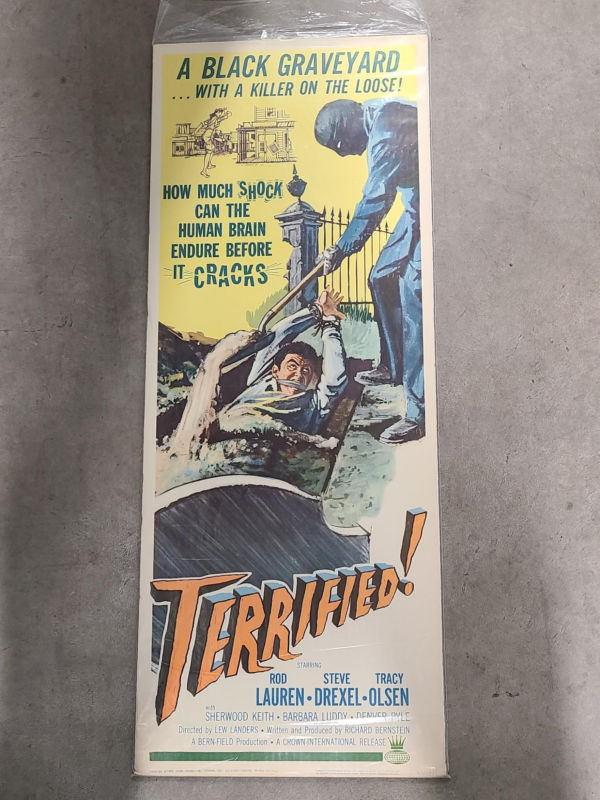 A BLACK GRAVEYARD
...WITH A KILLER ON THE LOOSE!
HOW MUCH SHOCK
CAN THE
HUMAN BRAIN
ENDURE BEFORE
IT CRACKS
TERRIFIED!
STARRING
ROD STEVE TRACY
LAUREN • DREXEL • OLSEN
with
SHERWOOD KEITH • BARBARA LUDDY • DENVER PYLE
Directed by LEW LANDERS • Written and Produced by RICHARD BERNSTEIN
A BERN-FIELD Production • A CROWN-INTERNATIONAL RELEASE